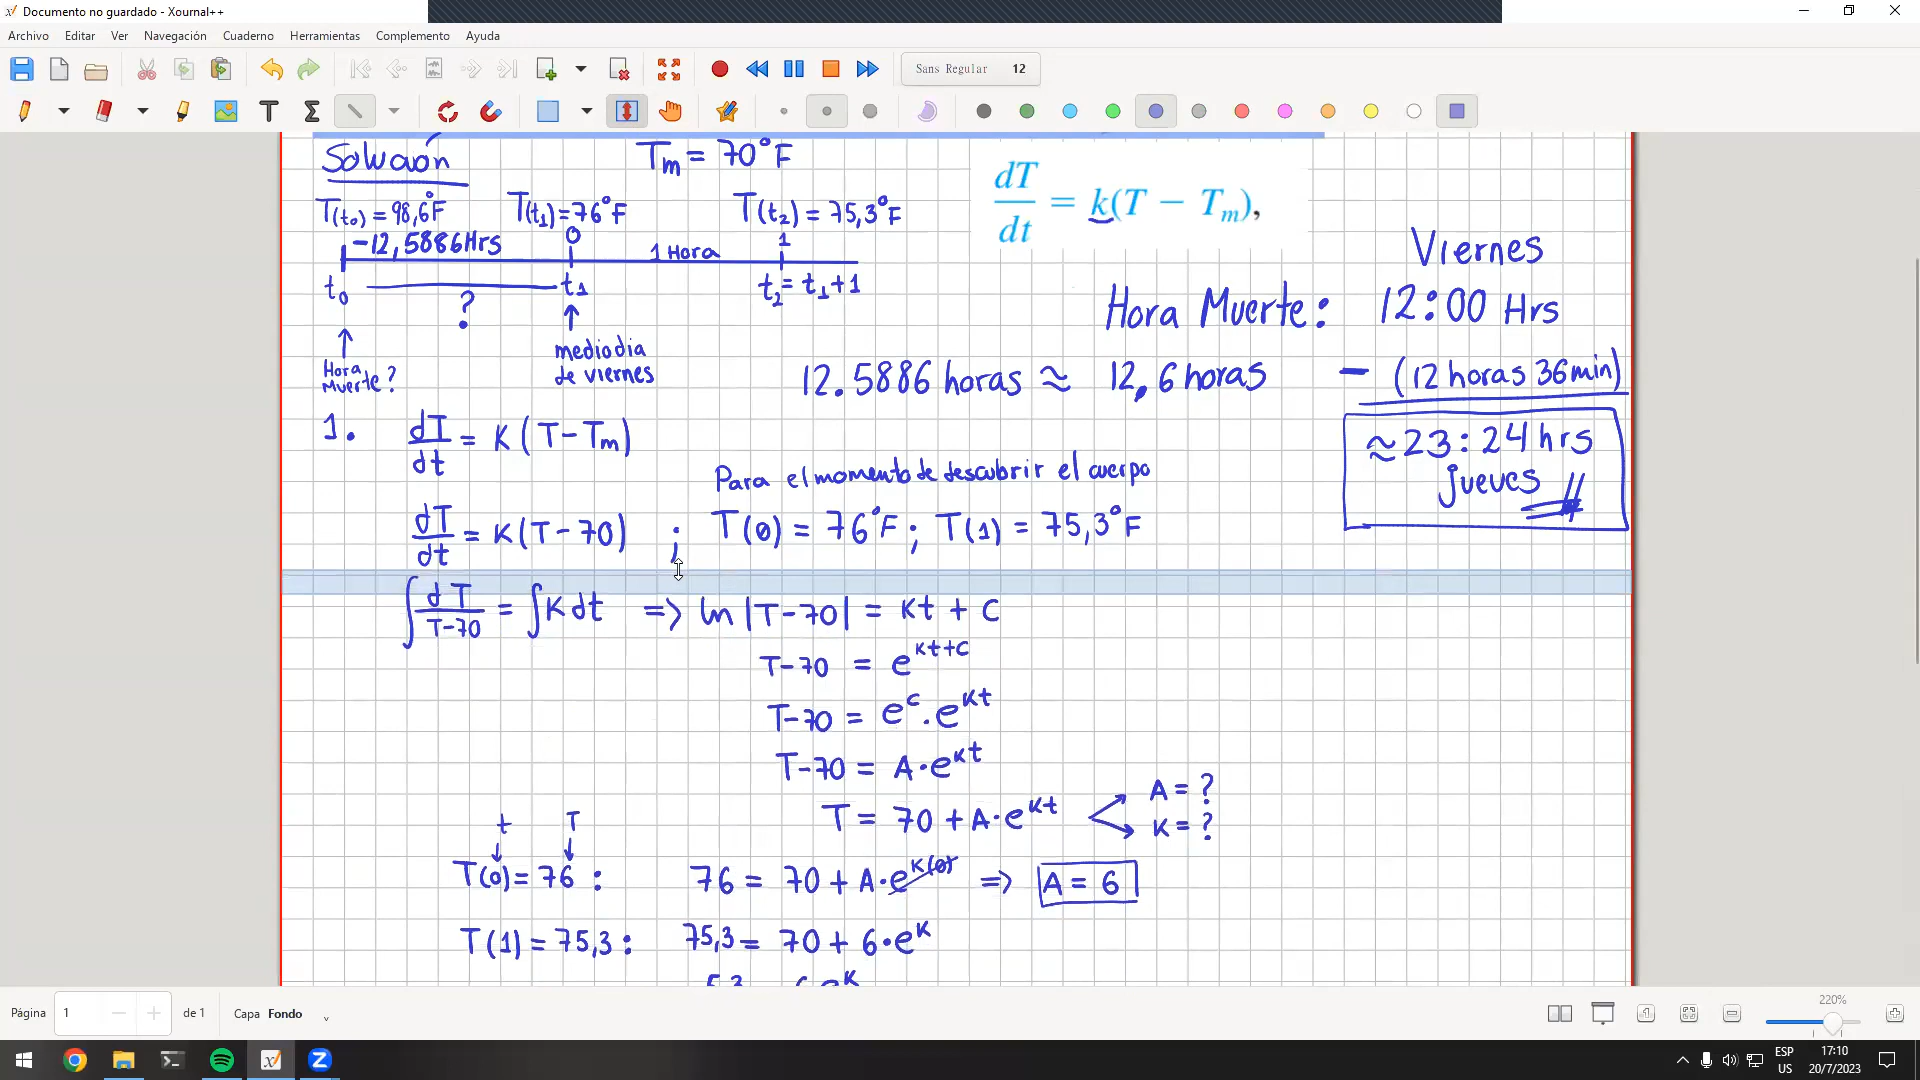 Documento no guardado - Xournal++
Archivo Editar Ver Navegación Cuaderno Herramientas Complemento Ayuda
Sans Regular 12
Solución
Tm = 70°F
dT/dt = k(T − Tm),
T(t₀) = 98,6°F T(t₁) = 76°F T(t₂) = 75,3°F
-12,5886 Hrs 0 1 Hora 1
t₀ ? t₁ t₂ = t₁+1
Hora Muerte?
mediodia de viernes
Viernes
Hora Muerte: 12:00 Hrs
12.5886 horas ≈ 12,6 horas − (12 horas 36 min)
≈ 23:24 hrs
jueves
1. dT/dt = K(T-Tm)
Para el momento de descubrir el cuerpo
dT/dt = K(T-70) ; T(0) = 76°F ; T(1) = 75,3°F
∫ dT/T-70 = ∫K dt => ln|T-70| = Kt + C
T-70 = e^Kt+C
T-70 = e^C . e^Kt
T-70 = A·e^Kt
T = 70 + A·e^Kt A = ? K = ?
t T
T(0) = 76 : 76 = 70 + A·e^K(0) => A = 6
T(1) = 75,3 : 75,3 = 70 + 6·e^K
Página 1 de 1 Capa Fondo
220%
ESP
US
17:10
20/7/2023